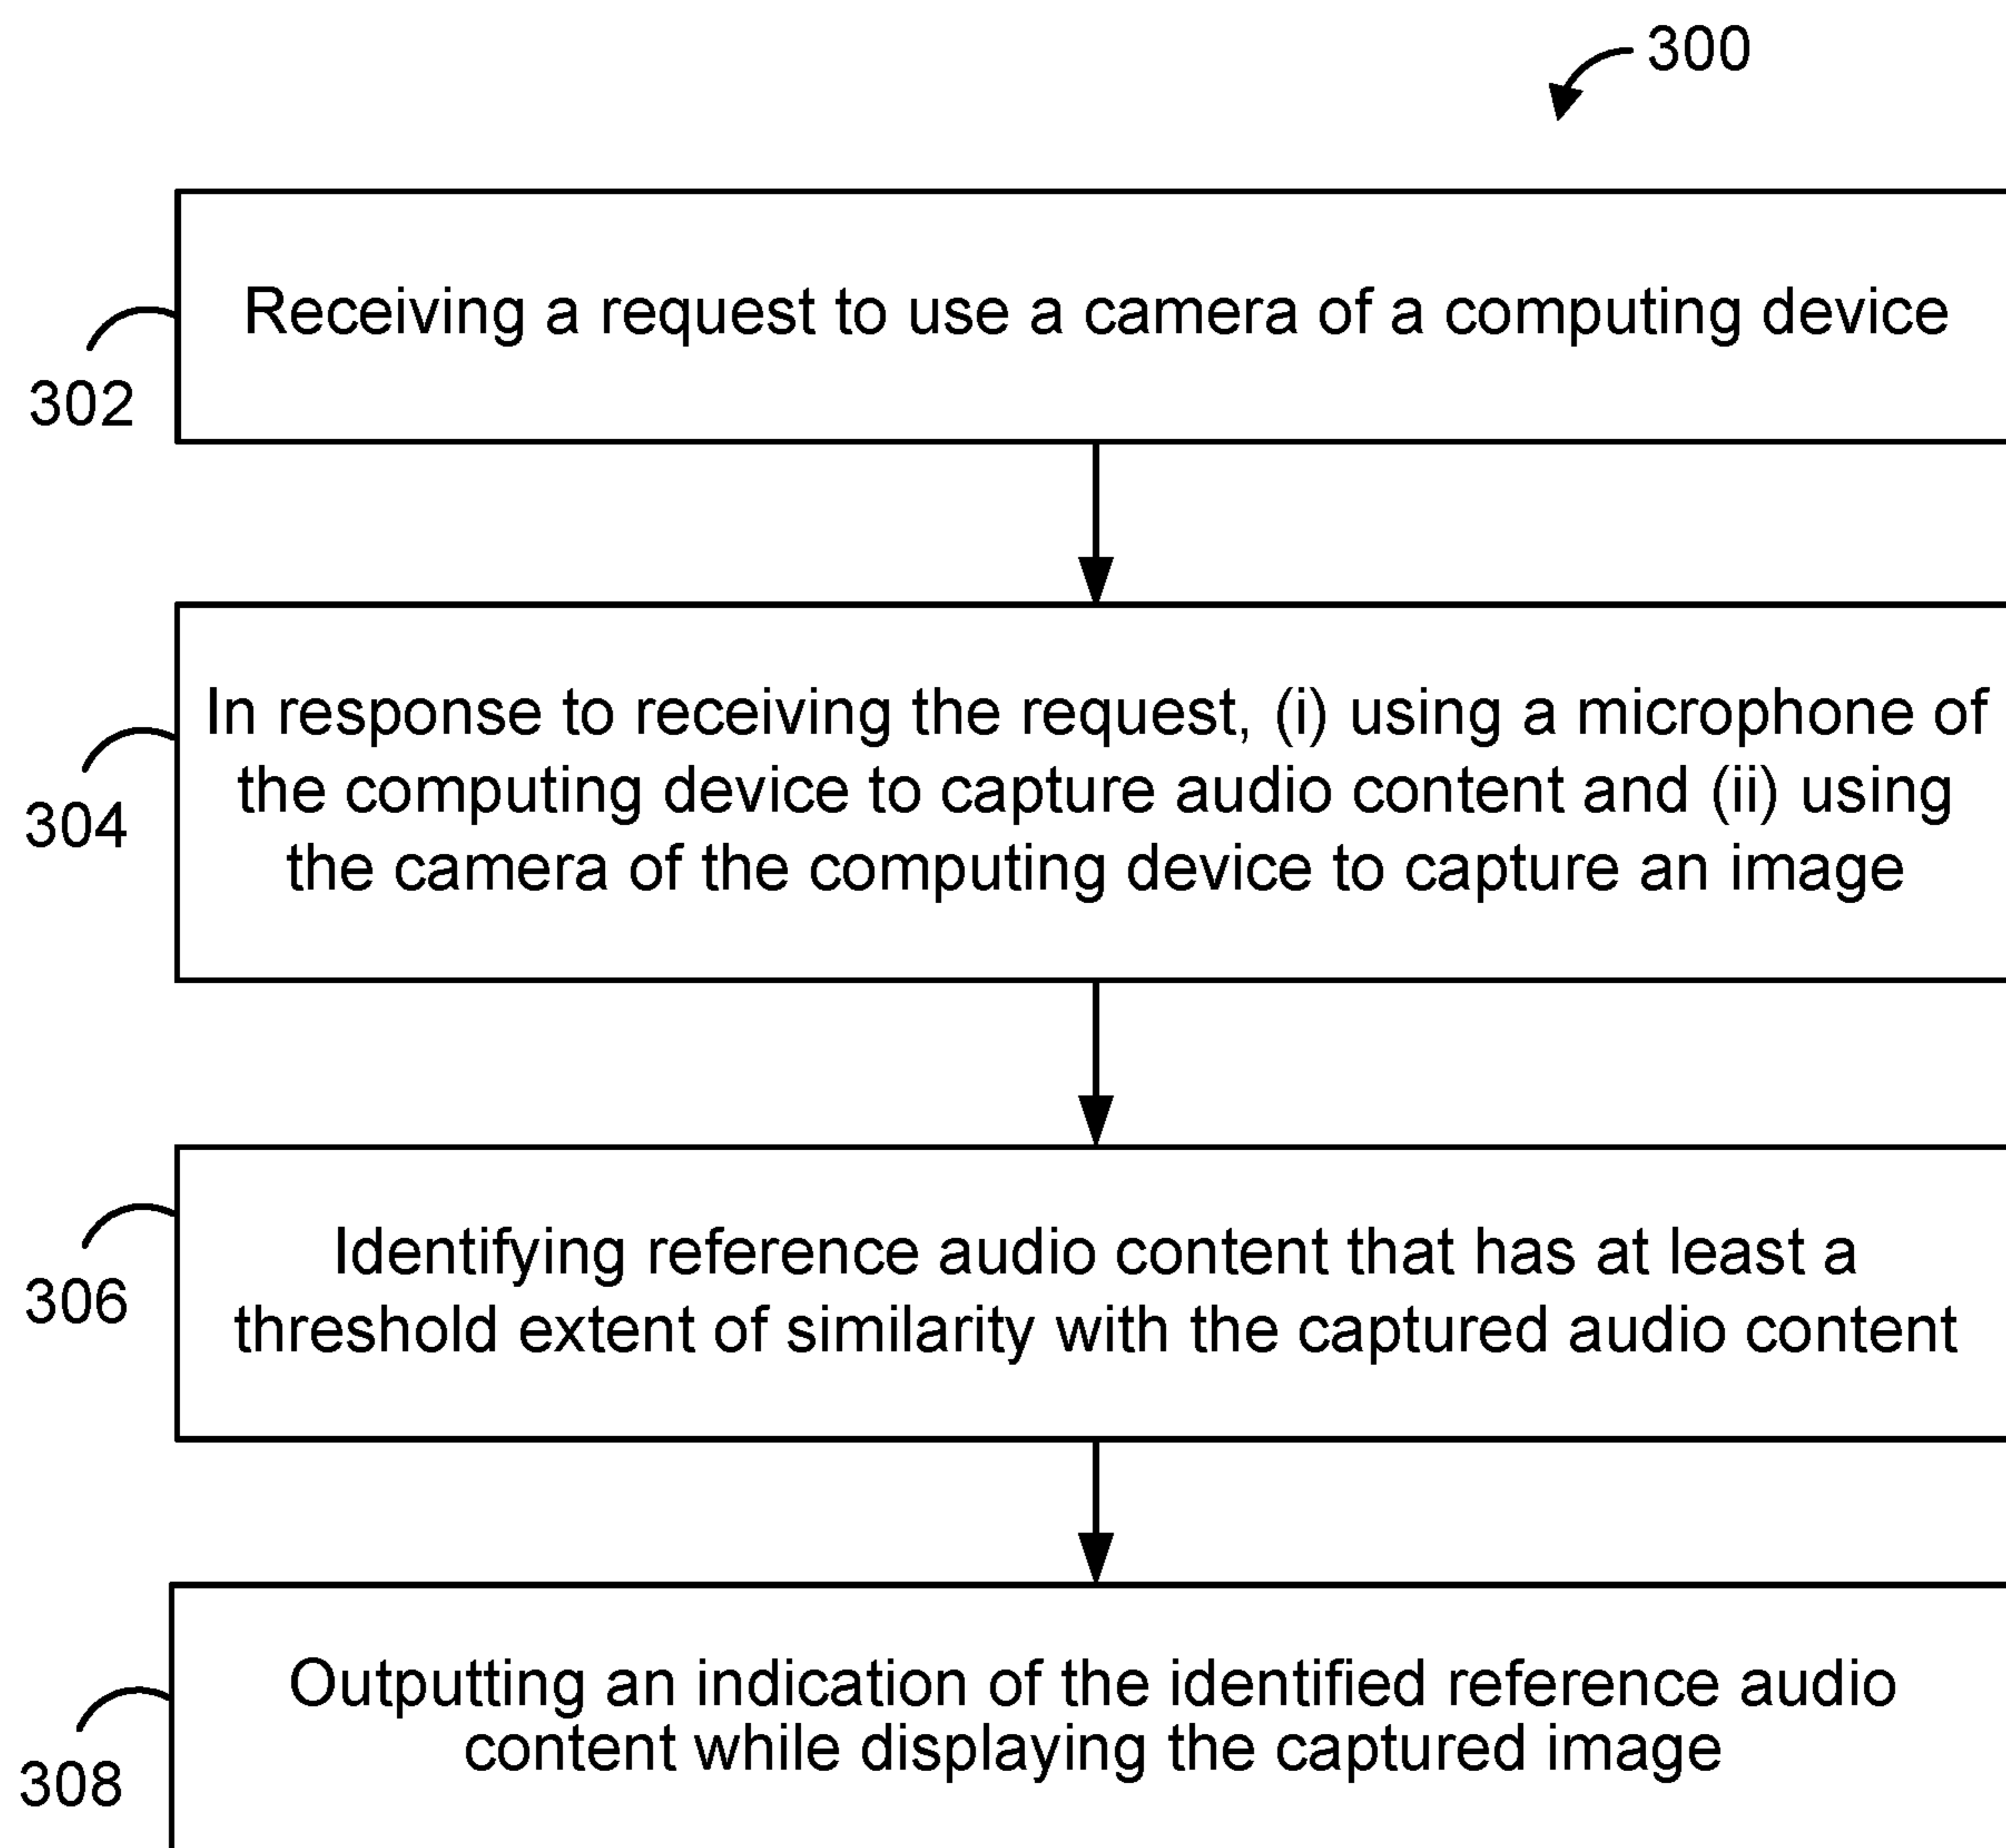 300
Receiving a request to use a camera of a computing device
302
In response to receiving the request, (i) using a microphone of
the computing device to capture audio content and (ii) using
the camera of the computing device to capture an image
304
Identifying reference audio content that has at least a
threshold extent of similarity with the captured audio content
306
Outputting an indication of the identified reference audio
content while displaying the captured image
308